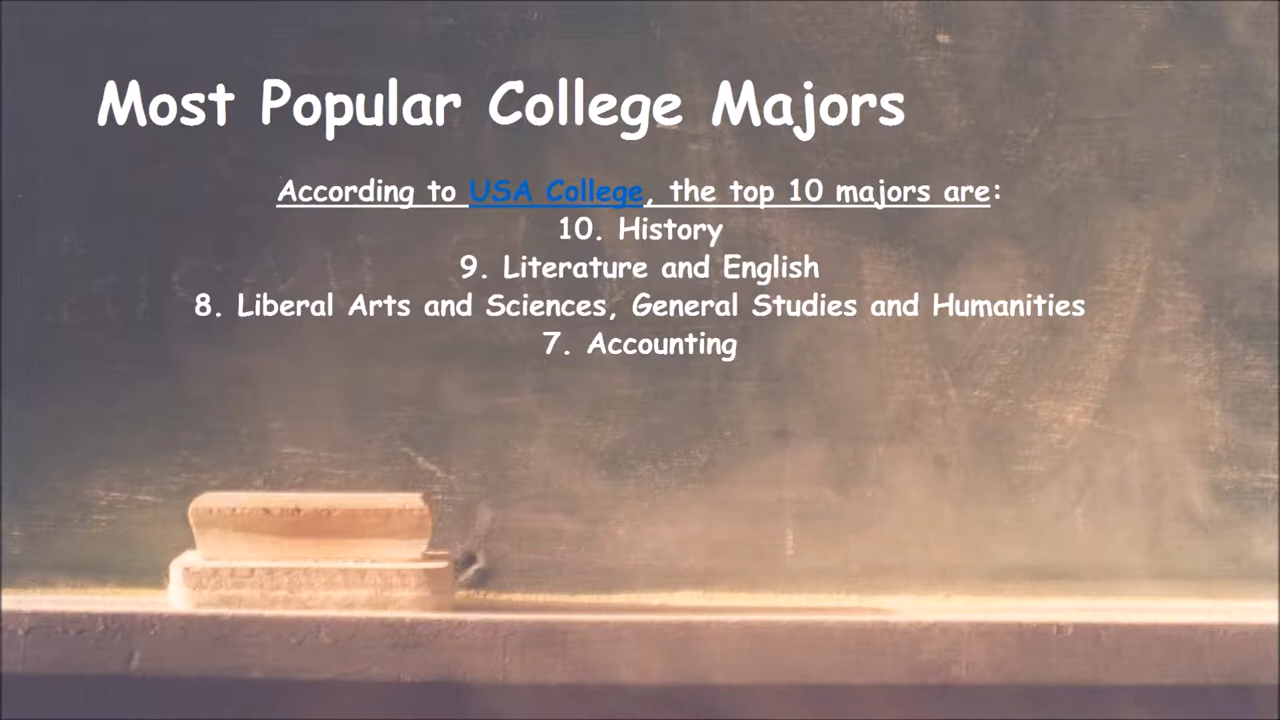 Most Popular College Majors
According to USA College, the top 10 majors are:
10. History
9. Literature and English
8. Liberal Arts and Sciences, General Studies and Humanities
7. Accounting